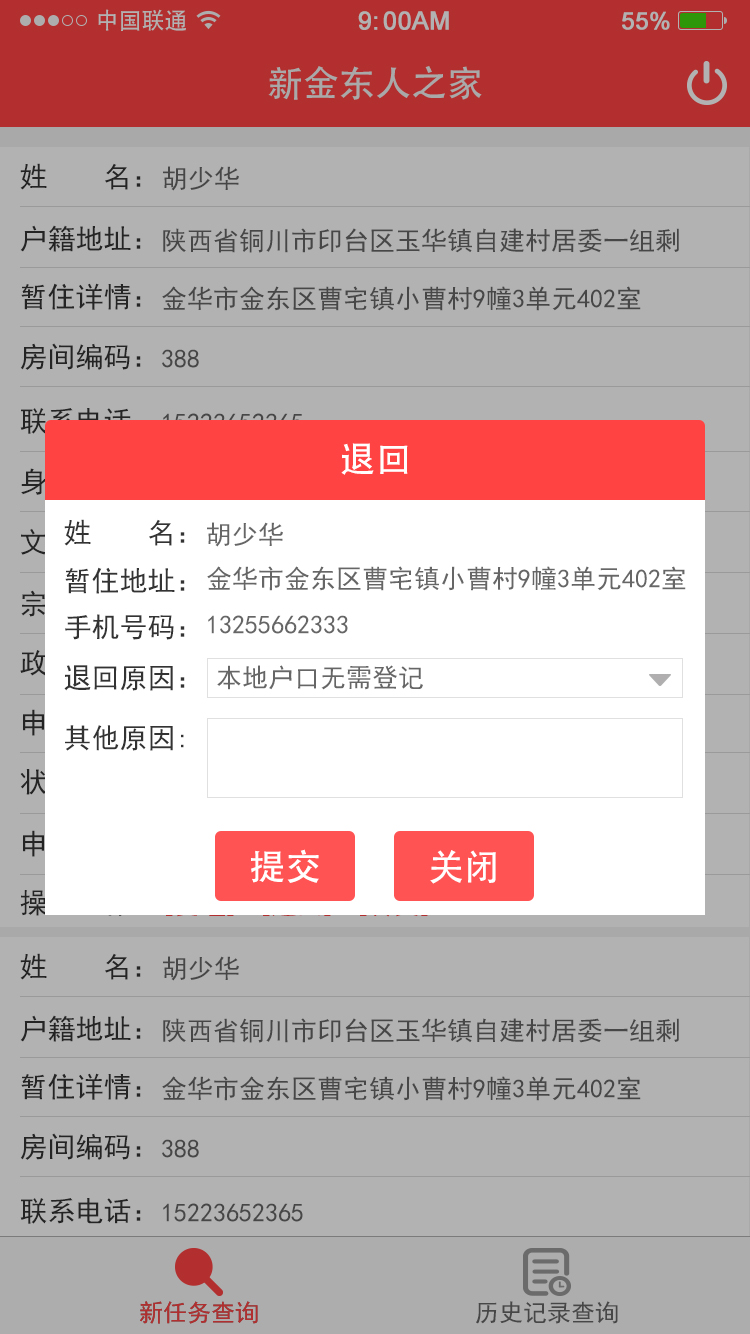 中国联通 9:00AM 55%
新金东人之家
姓 名： 胡少华
户籍地址： 陕西省铜川市印台区玉华镇自建村居委一组剩
暂住详情： 金华市金东区曹宅镇小曹村9幢3单元402室
房间编码： 388
联系电话 15223652365
身
退回
姓 名： 胡少华
文
暂住地址： 金华市金东区曹宅镇小曹村9幢3单元402室
宗
手机号码： 13255662333
政
退回原因： 本地户口无需登记
申
其他原因:
状
申
提交 关闭
操
姓 名： 胡少华
户籍地址： 陕西省铜川市印台区玉华镇自建村居委一组剩
暂住详情： 金华市金东区曹宅镇小曹村9幢3单元402室
房间编码： 388
联系电话： 15223652365
新任务查询 历史记录查询